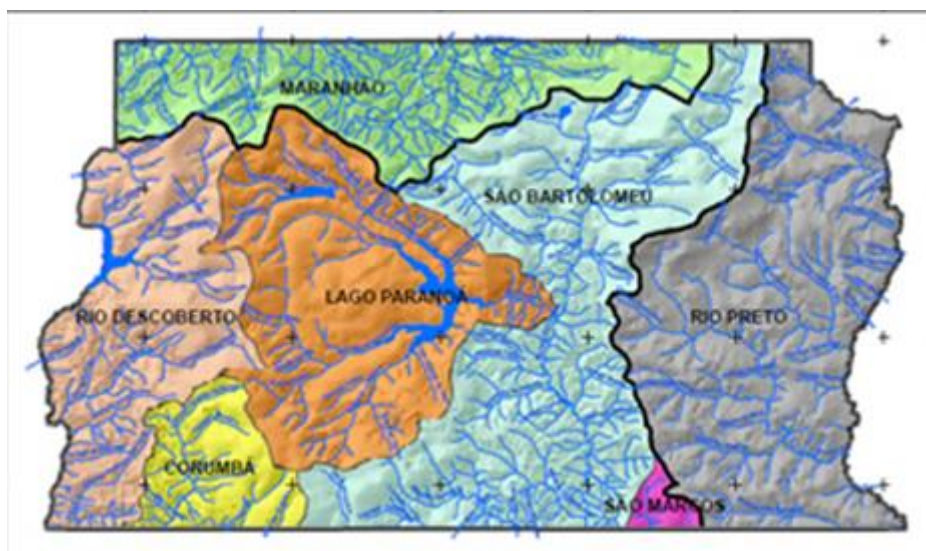 MARANHÃO
SÃO BARTOLOMEU
LAGO PARANOÁ
RIO DESCOBERTO
RIO PRETO
CORUMBÁ
SÃO MARCOS